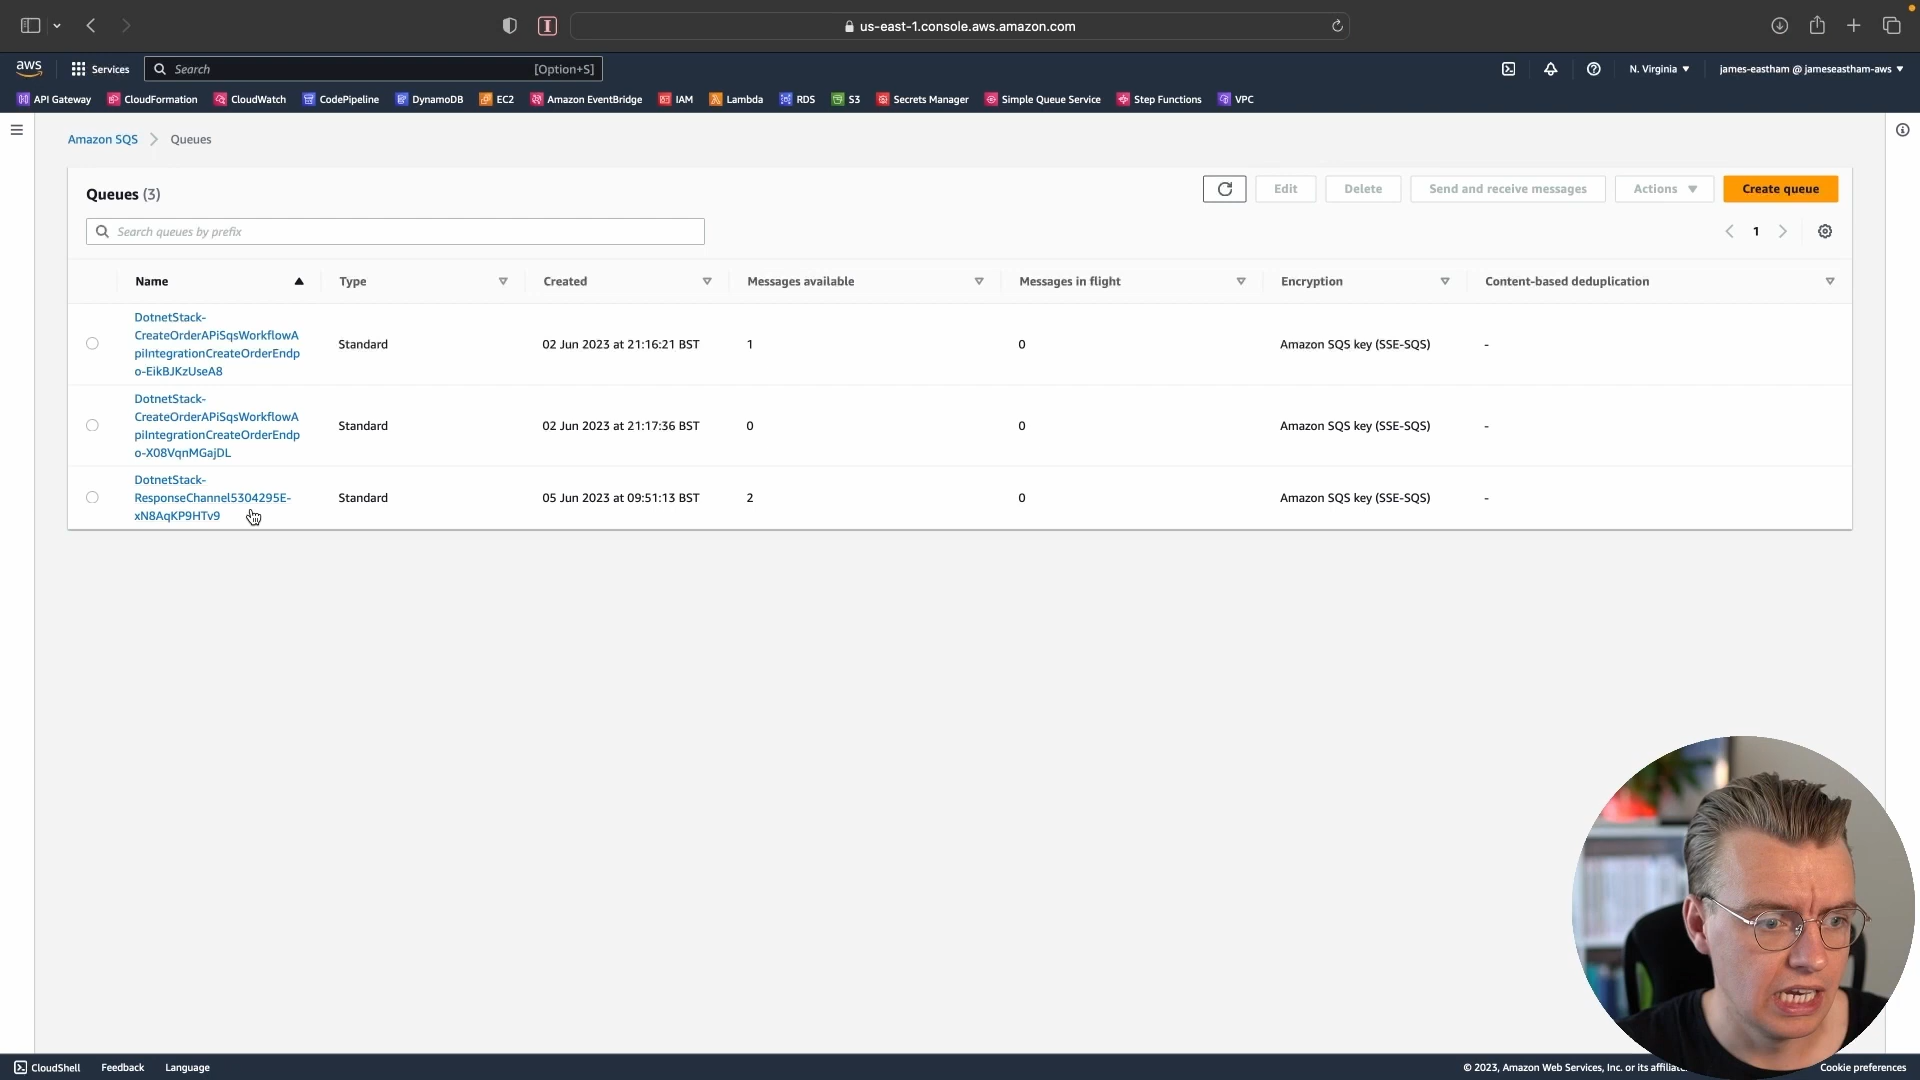 us-east-1.console.aws.amazon.com
aws Services Search [Option+S] N. Virginia ▼ james-eastham @ jameseastham-aws ▼
API Gateway CloudFormation CloudWatch CodePipeline DynamoDB EC2 Amazon EventBridge IAM Lambda RDS S3 Secrets Manager Simple Queue Service Step Functions VPC
Amazon SQS Queues
Queues (3) Edit Delete Send and receive messages Actions ▼ Create queue
Search queues by prefix 1
Name Type Created Messages available Messages in flight Encryption Content-based deduplication
DotnetStack-
CreateOrderAPiSqsWorkflowA
piIntegrationCreateOrderEndp
o-EikBJKzUseA8
Standard 02 Jun 2023 at 21:16:21 BST 1 0 Amazon SQS key (SSE-SQS) -
DotnetStack-
CreateOrderAPiSqsWorkflowA
piIntegrationCreateOrderEndp
o-X08VqnMGajDL
Standard 02 Jun 2023 at 21:17:36 BST 0 0 Amazon SQS key (SSE-SQS) -
DotnetStack-
ResponseChannel5304295E-
xN8AqKP9HTv9
Standard 05 Jun 2023 at 09:51:13 BST 2 0 Amazon SQS key (SSE-SQS) -
CloudShell Feedback Language © 2023, Amazon Web Services, Inc. or its Cookie preferences